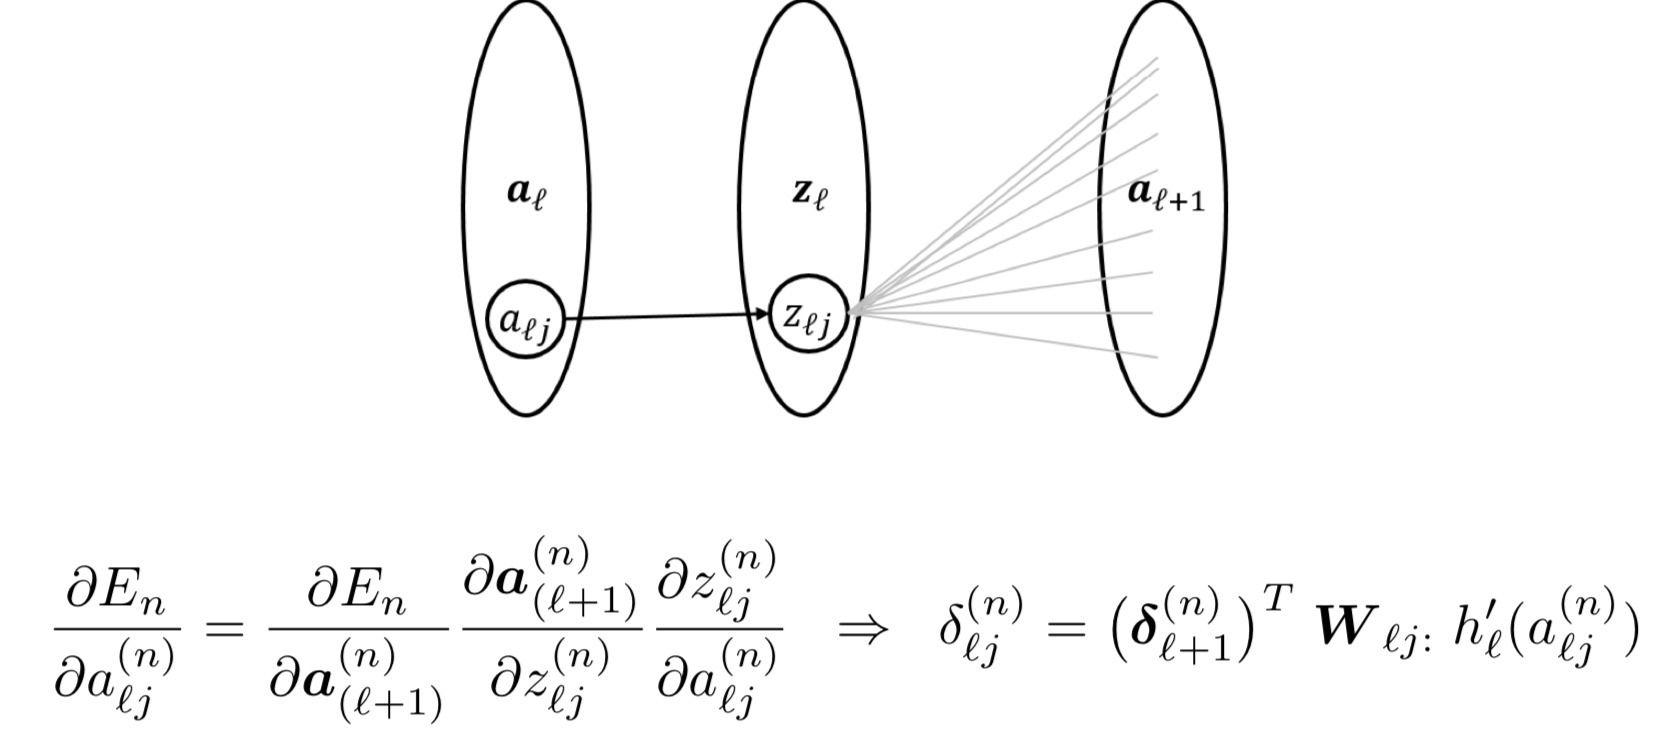 $\boldsymbol{a}_{\ell}$ $\mathbf{z}_{\ell}$ $\boldsymbol{a}_{\ell+1}$
$a_{\ell j}$ $z_{\ell j}$
$\frac{\partial E_n}{\partial a_{\ell j}^{(n)}} = \frac{\partial E_n}{\partial \boldsymbol{a}_{(\ell+1)}^{(n)}} \frac{\partial \boldsymbol{a}_{(\ell+1)}^{(n)}}{\partial z_{\ell j}^{(n)}} \frac{\partial z_{\ell j}^{(n)}}{\partial a_{\ell j}^{(n)}} \Rightarrow \delta_{\ell j}^{(n)} = \left(\boldsymbol{\delta}_{\ell+1}^{(n)}\right)^T \boldsymbol{W}_{\ell j:} h_{\ell}'(a_{\ell j}^{(n)})$